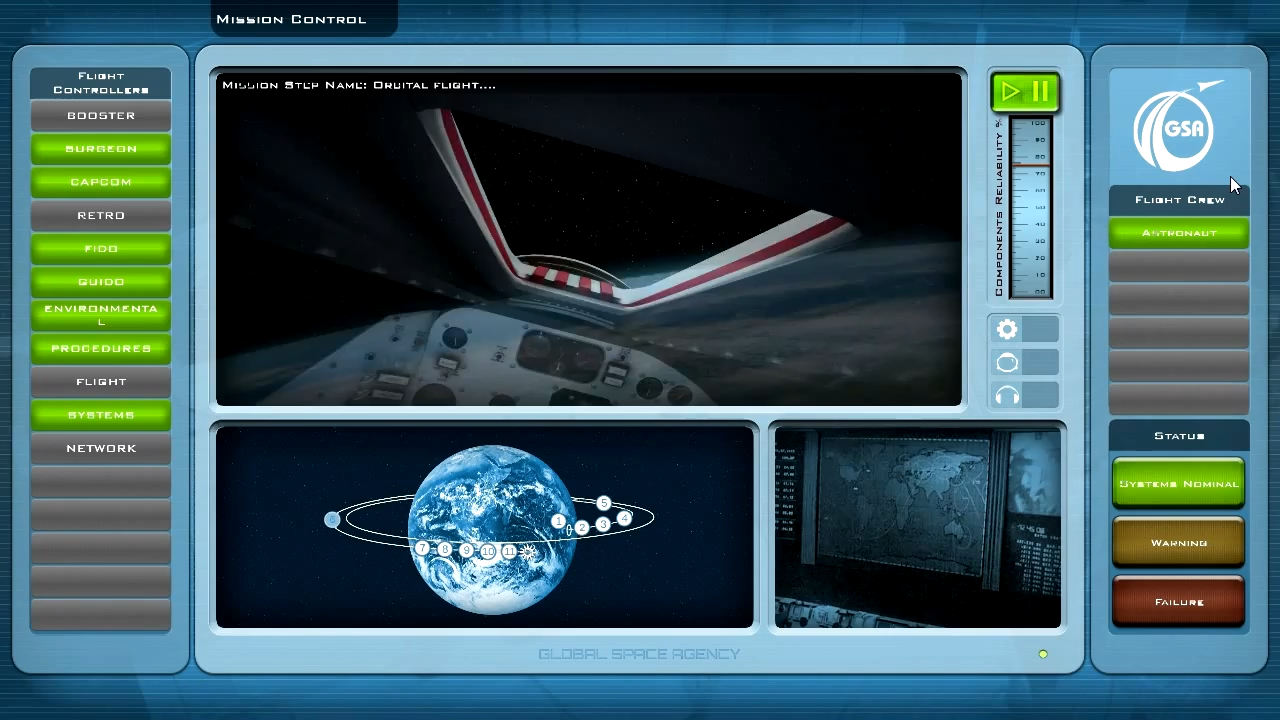 Mission Control
Flight
Controllers
BOOSTER
SURGEON
CAPCOM
RETRO
FIDO
GUIDO
ENVIRONMENTA
L
PROCEDURES
FLIGHT
SYSTEMS
NETWORK
Mission Step Name: Orbital flight....
Components Reliability %
100
90
80
70
60
50
40
30
20
10
00
5
6
1
2
3
4
7
8
9
10
11
GLOBAL SPACE AGENCY
GSA
Flight Crew
Astronaut
Status
Systems Nominal
Warning
Failure